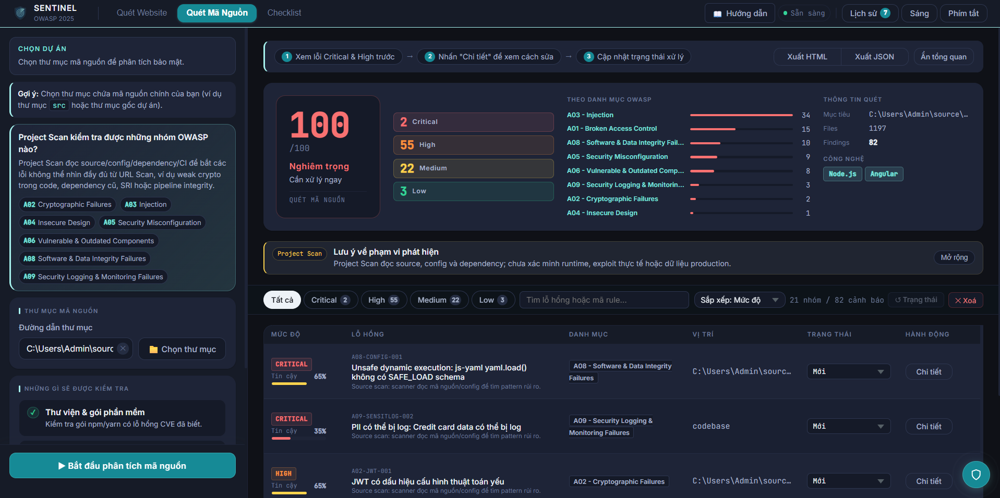 SENTINEL
OWASP 2025
Quét Website
Quét Mã Nguồn
Checklist
Hướng dẫn
Sẵn sàng
Lịch sử 7
Sáng
Phím tắt
CHỌN DỰ ÁN
Chọn thư mục mã nguồn để phân tích bảo mật.
Gợi ý: Chọn thư mục chứa mã nguồn chính của bạn (ví dụ
thư mục src hoặc thư mục gốc dự án).
Project Scan kiểm tra được những nhóm OWASP
nào?
Project Scan đọc source/config/dependency/CI để bắt các
lỗi không thể nhìn đầy đủ từ URL Scan, ví dụ weak crypto
trong code, dependency cũ, SRI hoặc pipeline integrity.
A02 Cryptographic Failures
A03 Injection
A04 Insecure Design
A05 Security Misconfiguration
A06 Vulnerable & Outdated Components
A08 Software & Data Integrity Failures
A09 Security Logging & Monitoring Failures
THƯ MỤC MÃ NGUỒN
Đường dẫn thư mục
C:\Users\Admin\sourc
Chọn thư mục
NHỮNG GÌ SẼ ĐƯỢC KIỂM TRA
Thư viện & gói phần mềm
Kiểm tra gói npm/yarn có lỗ hổng CVE đã biết.
▶ Bắt đầu phân tích mã nguồn
1 Xem lỗi Critical & High trước → 2 Nhấn "Chi tiết" để xem cách sửa → 3 Cập nhật trạng thái xử lý
Xuất HTML
Xuất JSON
Ẩn tổng quan
100
/100
Nghiêm trọng
Cần xử lý ngay
QUÉT MÃ NGUỒN
2 Critical
55 High
22 Medium
3 Low
THEO DANH MỤC OWASP
A03 - Injection 34
A01 - Broken Access Control 15
A08 - Software & Data Integrity Fail... 10
A05 - Security Misconfiguration 9
A06 - Vulnerable & Outdated Comp... 8
A09 - Security Logging & Monitorin... 3
A02 - Cryptographic Failures 2
A04 - Insecure Design 1
THÔNG TIN QUÉT
Mục tiêu C:\Users\Admin\source\…
Files 1197
Findings 82
CÔNG NGHỆ
Node.js
Angular
Project Scan
Lưu ý về phạm vi phát hiện
Project Scan đọc source, config và dependency; chưa xác minh runtime, exploit thực tế hoặc dữ liệu production.
Mở rộng
Tất cả
Critical 2
High 55
Medium 22
Low 3
Tìm lỗ hổng hoặc mã rule...
Sắp xếp: Mức độ
21 nhóm / 82 cảnh báo
↺ Trạng thái
✕ Xoá
MỨC ĐỘ
LỖ HỔNG
DANH MỤC
VỊ TRÍ
TRẠNG THÁI
HÀNH ĐỘNG
CRITICAL
Tin cậy 65%
A08-CONFIG-001
Unsafe dynamic execution: js-yaml yaml.load()
không có SAFE_LOAD schema
Source scan: scanner đọc mã nguồn/config để tìm pattern rủi ro.
A08 - Software & Data Integrity
Failures
C:\Users\Admin\sourc…
Mới
Chi tiết
CRITICAL
Tin cậy 35%
A09-SENSITLOG-002
PII có thể bị log: Credit card data có thể bị log
Source scan: scanner đọc mã nguồn/config để tìm pattern rủi ro.
A09 - Security Logging &
Monitoring Failures
codebase
Mới
Chi tiết
HIGH
Tin cậy 65%
A02-JWT-001
JWT có dấu hiệu cấu hình thuật toán yếu
Source scan: scanner đọc mã nguồn/config để tìm pattern rủi ro.
A02 - Cryptographic Failures
C:\Users\Admin\sourc…
Mới
Chi tiết